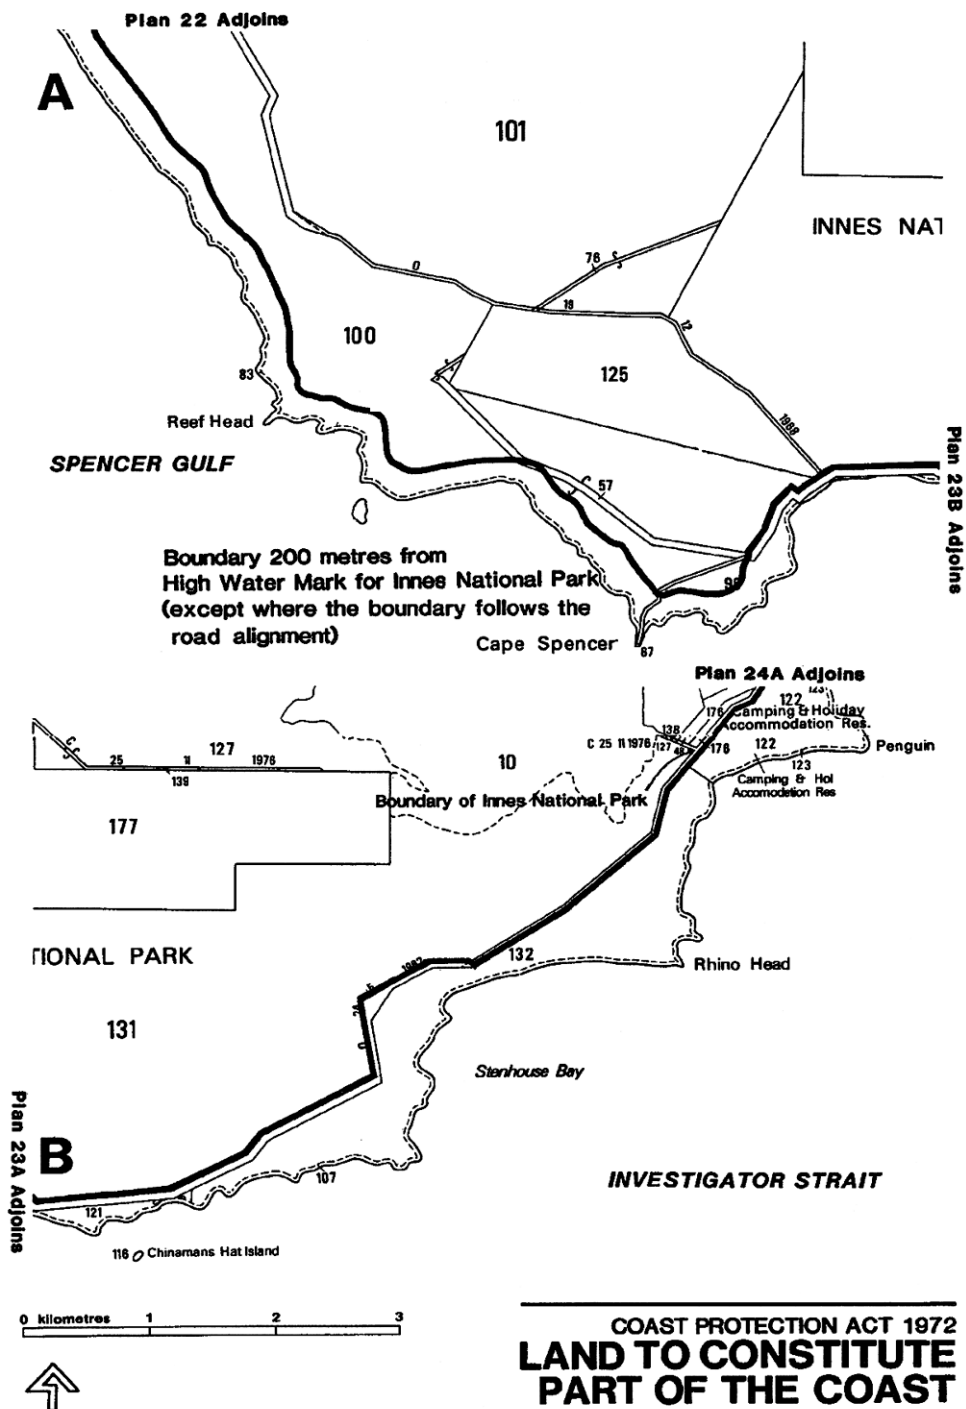 Plan 22 Adjoins
A
101
INNES NAT
76
0
19
12
100
125
83
1988
Reef Head
SPENCER GULF
57
Plan 23B Adjoins
Boundary 200 metres from
High Water Mark for Innes National Park
(except where the boundary follows the
road alignment)
98
Cape Spencer
87
Plan 24A Adjoins
123
122
176
Camping & Holiday
Accommodation Res.
138
C 25 11 1976
127
176
122
Penguin
123
Camping & Hol
Accomodetion Res
127
25 11 1976
139
10
Boundary of Innes National Park
177
TIONAL PARK
132
Rhino Head
1987
131
Stenhouse Bay
Plan 23A Adjoins
B
107
INVESTIGATOR STRAIT
121
116 Chinamans Hat Island
0 kilometres 1 2 3
COAST PROTECTION ACT 1972
LAND TO CONSTITUTE
PART OF THE COAST